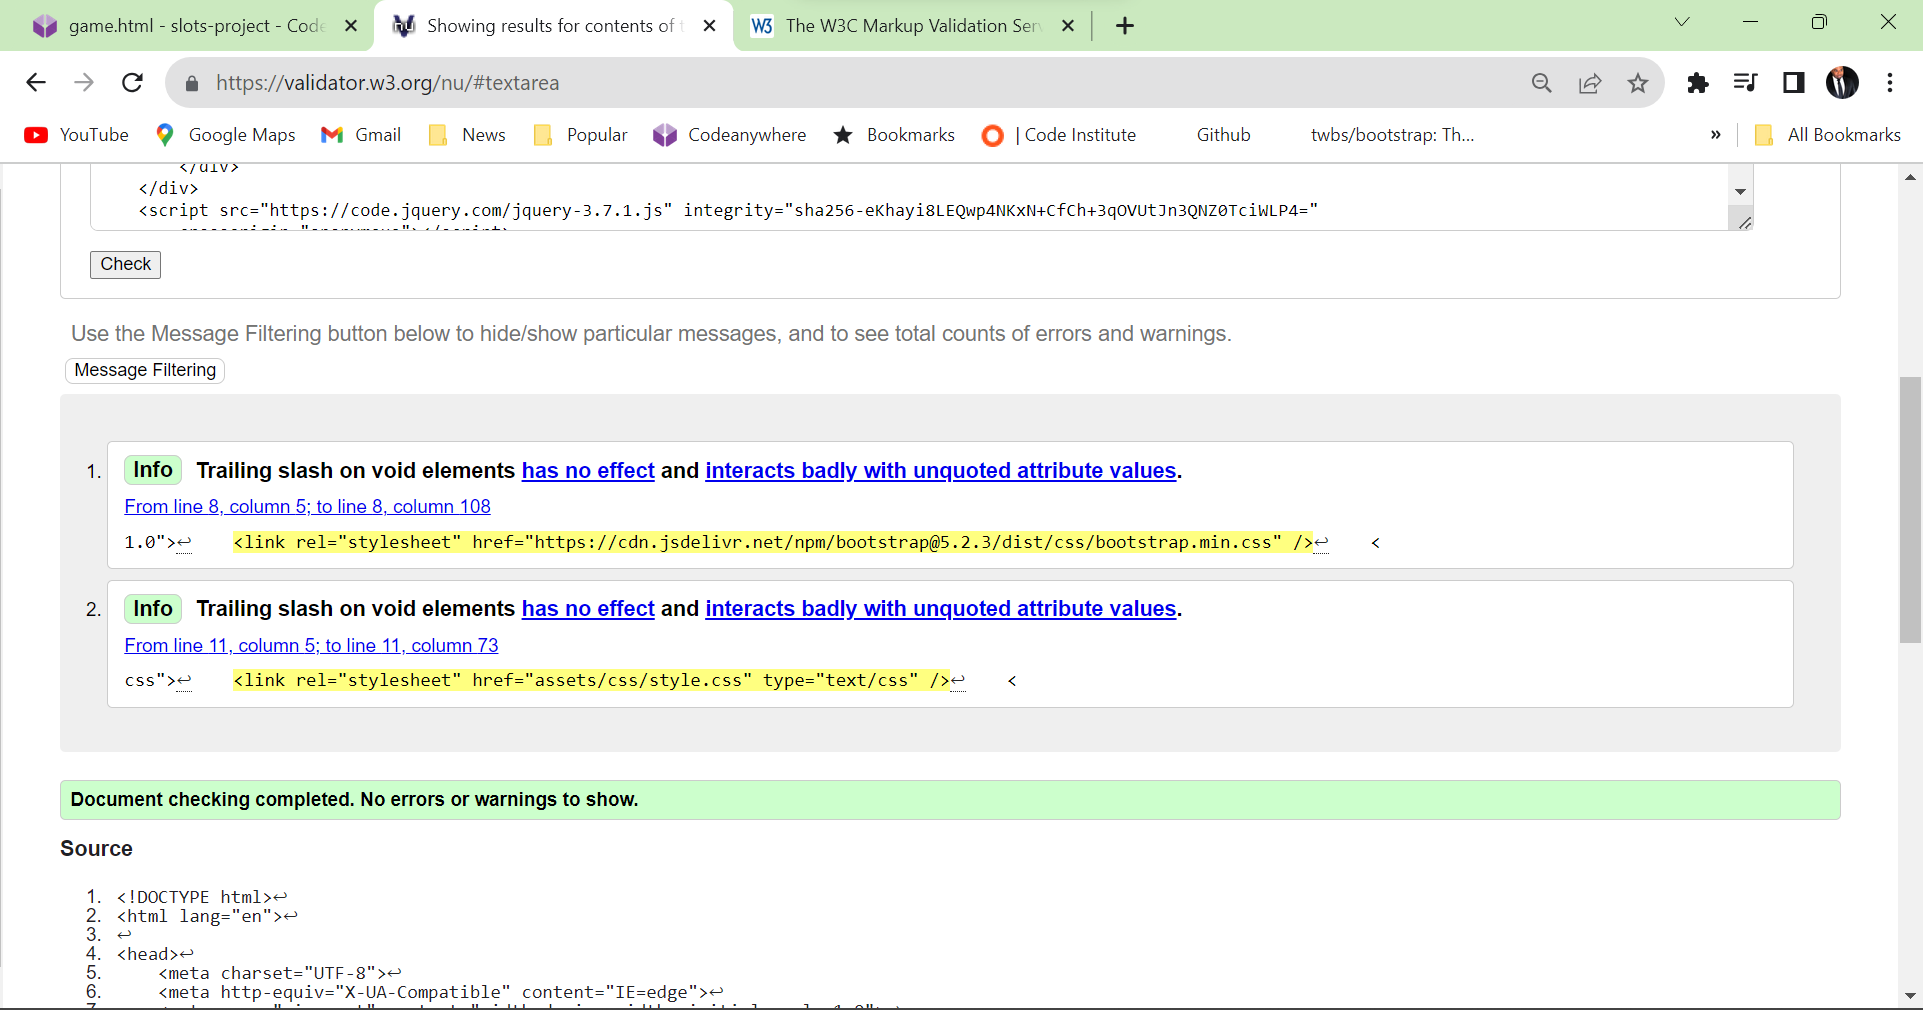 game.html - slots-project - Code
Showing results for contents of t
The W3C Markup Validation Serv
https://validator.w3.org/nu/#textarea
YouTube
Google Maps
Gmail
News
Popular
Codeanywhere
Bookmarks
| Code Institute
Github
twbs/bootstrap: Th...
»
All Bookmarks
</div>
</div>
<script src="https://code.jquery.com/jquery-3.7.1.js" integrity="sha256-eKhayi8LEQwp4NKxN+CfCh+3qOVUtJn3QNZ0TciWLP4="
Check
Use the Message Filtering button below to hide/show particular messages, and to see total counts of errors and warnings.
Message Filtering
1. Info Trailing slash on void elements has no effect and interacts badly with unquoted attribute values.
From line 8, column 5; to line 8, column 108
1.0">↩ <link rel="stylesheet" href="https://cdn.jsdelivr.net/npm/bootstrap@5.2.3/dist/css/bootstrap.min.css" />↩ <
2. Info Trailing slash on void elements has no effect and interacts badly with unquoted attribute values.
From line 11, column 5; to line 11, column 73
css">↩ <link rel="stylesheet" href="assets/css/style.css" type="text/css" />↩ <
Document checking completed. No errors or warnings to show.
Source
1. <!DOCTYPE html>↩
2. <html lang="en">↩
3. ↩
4. <head>↩
5. <meta charset="UTF-8">↩
6. <meta http-equiv="X-UA-Compatible" content="IE=edge">↩